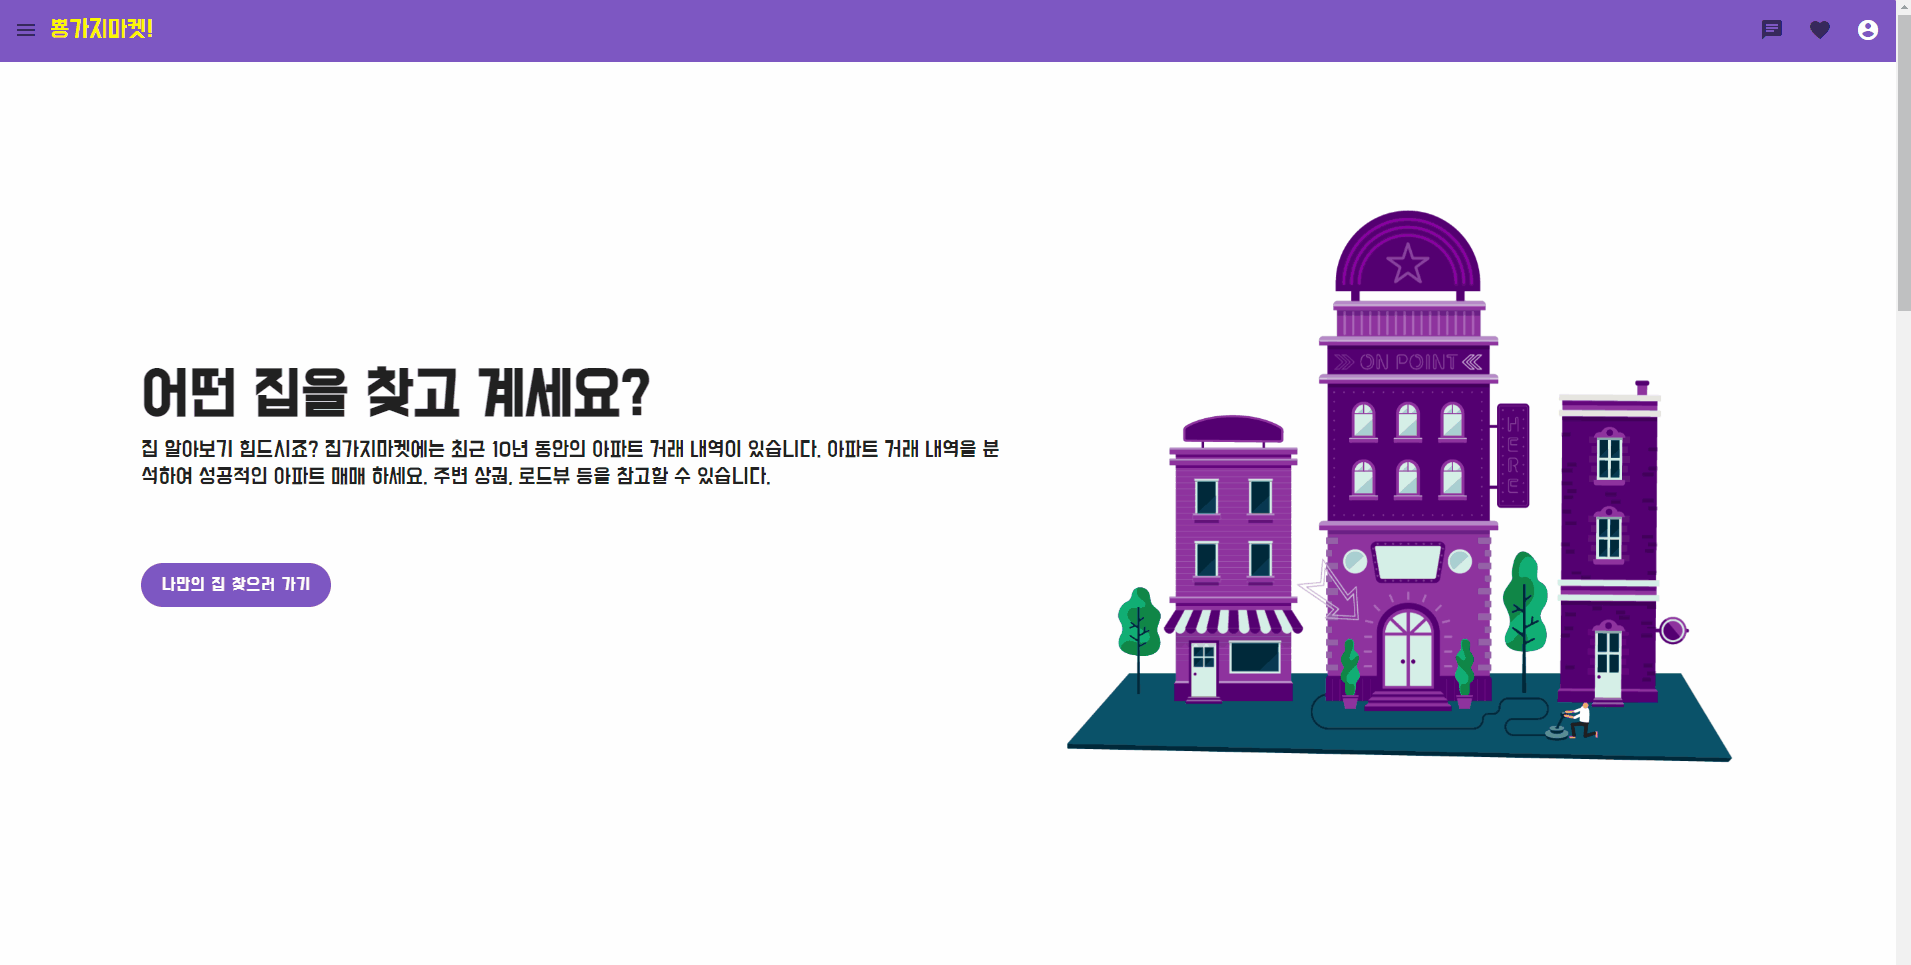 뿅가지마켓!
어떤 집을 찾고 계세요?
집 알아보기 힘드시죠? 집가지마켓에는 최근 10년 동안의 아파트 거래 내역이 있습니다. 아파트 거래 내역을 분
석하여 성공적인 아파트 매매 하세요. 주변 상권, 로드뷰 등을 참고할 수 있습니다.
나만의 집 찾으러 가기
ON POINT
HERE